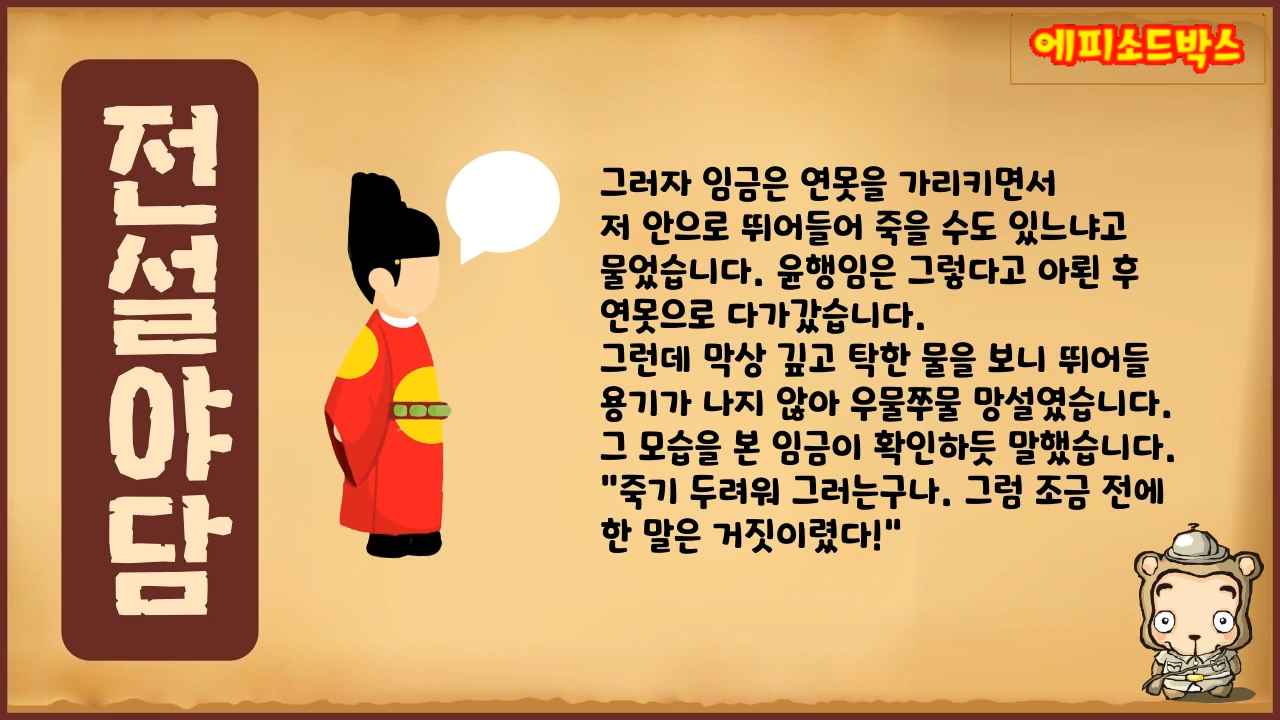 에피소드박스
전설야담
그러자 임금은 연못을 가리키면서
저 안으로 뛰어들어 죽을 수도 있느냐고
물었습니다. 윤행임은 그렇다고 아뢴 후
연못으로 다가갔습니다.
그런데 막상 깊고 탁한 물을 보니 뛰어들
용기가 나지 않아 우물쭈물 망설였습니다.
그 모습을 본 임금이 확인하듯 말했습니다.
"죽기 두려워 그러는구나. 그럼 조금 전에
한 말은 거짓이렸다!"